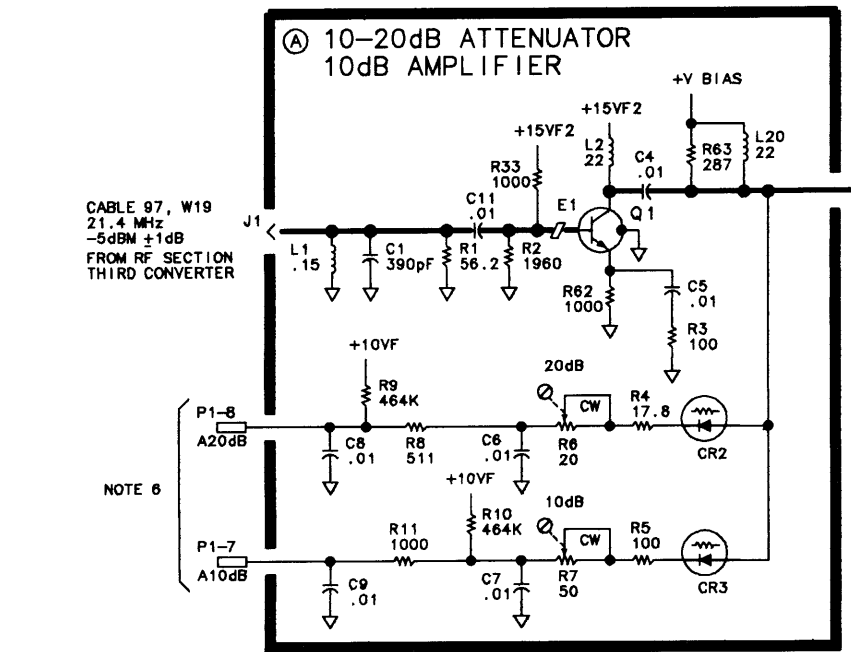 A 10-20dB ATTENUATOR
10dB AMPLIFIER
+V BIAS
+15VF2
+15VF2
L2
22
C4
.01
R63
287
L20
22
R33
1000
C11
.01
E1
Q1
CABLE 97, W19
21.4 MHz
-5dBM ±1dB
FROM RF SECTION
THIRD CONVERTER
J1
L1
.15
C1
390pF
R1
56.2
R2
1960
R62
1000
C5
.01
R3
100
+10VF
R9
464K
20dB
CW
R4
17.8
P1-8
A20dB
C8
.01
R8
511
C6
.01
R6
20
CR2
NOTE 6
+10VF
R10
464K
10dB
CW
R11
1000
R5
100
P1-7
A10dB
C9
.01
C7
.01
R7
50
CR3